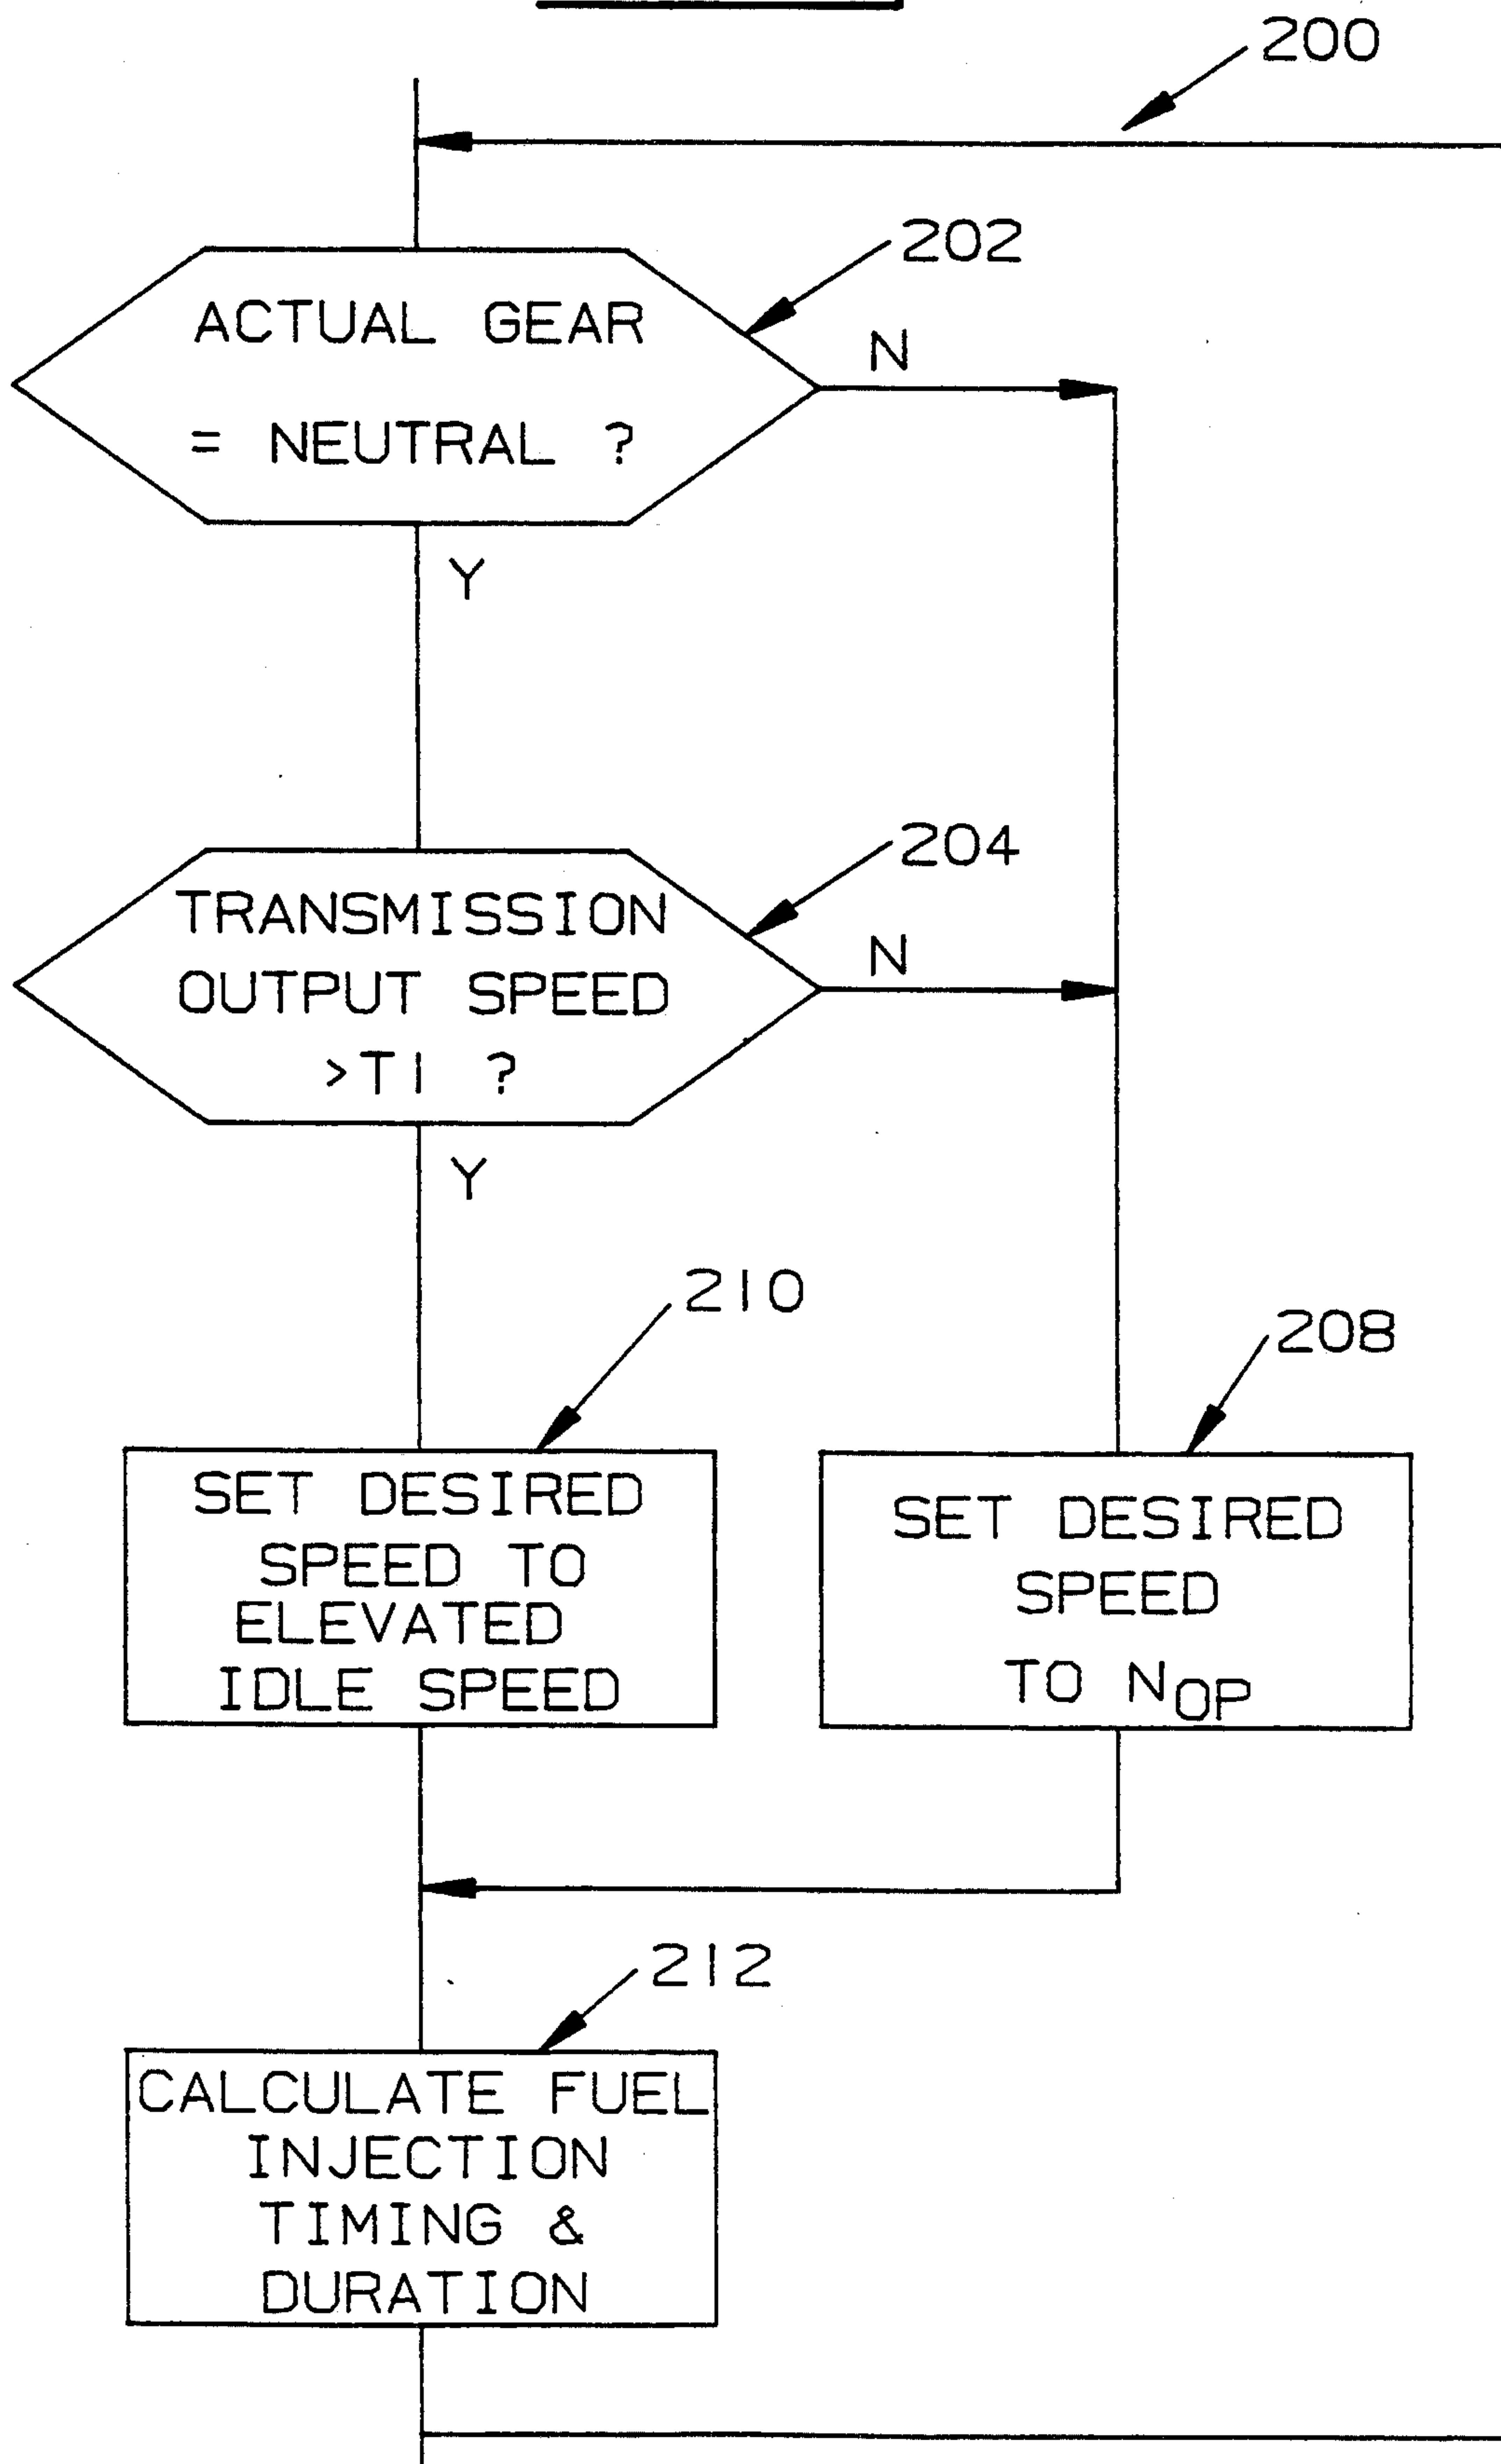 200
202
ACTUAL GEAR
= NEUTRAL ?
N
Y
204
TRANSMISSION
OUTPUT SPEED
>T1 ?
N
Y
210
SET DESIRED
SPEED TO
ELEVATED
IDLE SPEED
208
SET DESIRED
SPEED
TO NOP
212
CALCULATE FUEL
INJECTION
TIMING &
DURATION